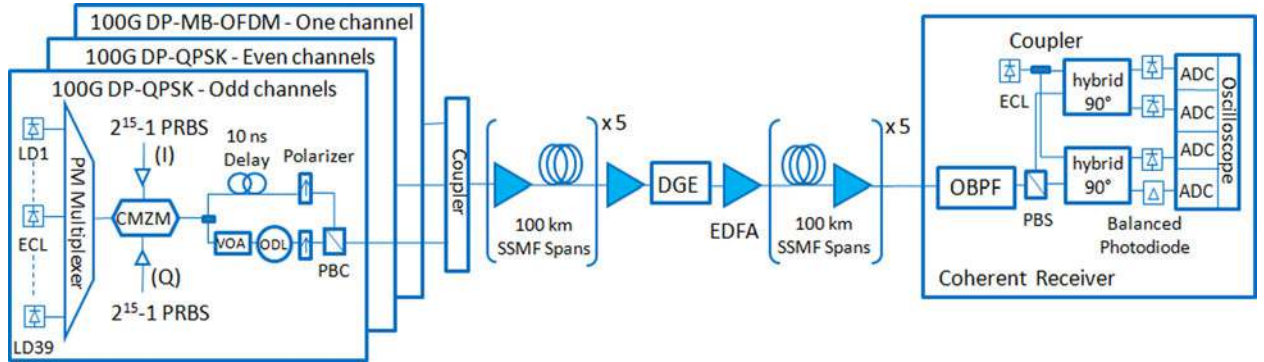 100G DP-MB-OFDM - One channel
100G DP-QPSK - Even channels
100G DP-QPSK - Odd channels
LD1
ECL
LD39
PM Multiplexer
2¹⁵-1 PRBS
(I)
CMZM
(Q)
2¹⁵-1 PRBS
10 ns
Delay
Polarizer
VOA
ODL
PBC
Coupler
x 5
100 km
SSMF Spans
DGE
EDFA
x 5
100 km
SSMF Spans
OBPF
PBS
Coupler
ECL
hybrid
90°
hybrid
90°
ADC
ADC
ADC
ADC
Oscilloscope
Balanced
Photodiode
Coherent Receiver